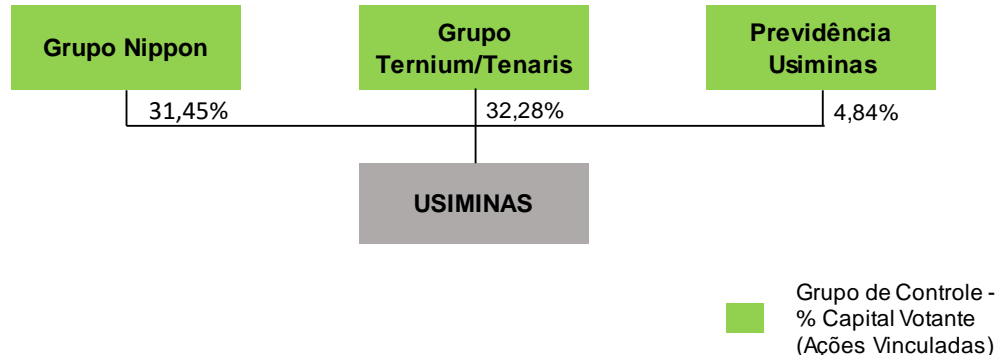 Grupo Nippon
Grupo
Ternium/Tenaris
Previdência
Usiminas
31,45%
32,28%
4,84%
USIMINAS
Grupo de Controle -
% Capital Votante
(Ações Vinculadas)